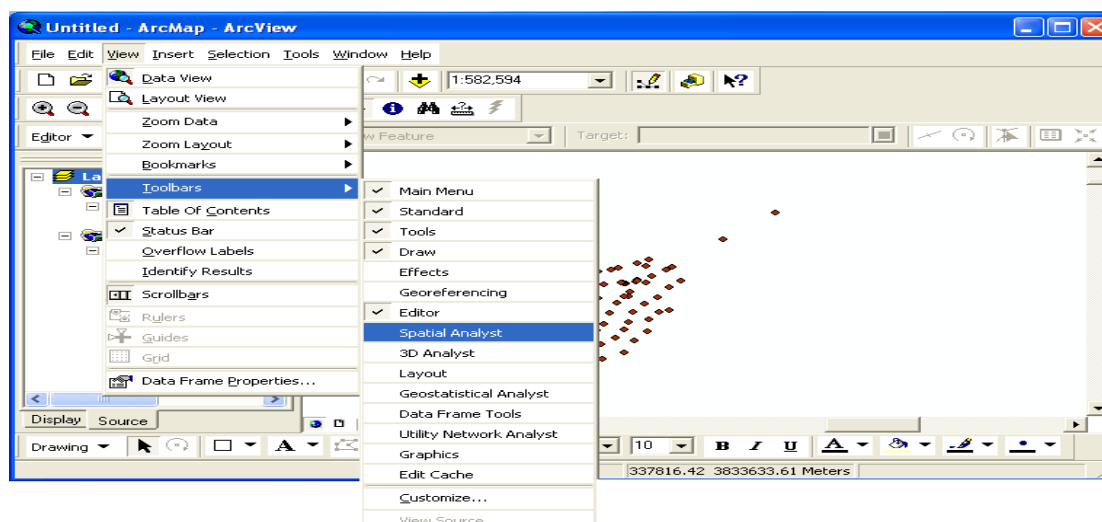 Untitled - ArcMap - ArcView
File Edit View Insert Selection Tools Window Help
1:582,594
Editor
w Feature
Target:
La
Data View
Layout View
Zoom Data
Zoom Layout
Bookmarks
Toolbars
Table Of Contents
Status Bar
Overflow Labels
Identify Results
Scrollbars
Rulers
Guides
Grid
Data Frame Properties...
Main Menu
Standard
Tools
Draw
Effects
Georeferencing
Editor
Spatial Analyst
3D Analyst
Layout
Geostatistical Analyst
Data Frame Tools
Utility Network Analyst
Graphics
Edit Cache
Customize...
View Source
Display Source
Drawing A 10 B I U A
337816.42 3833633.61 Meters